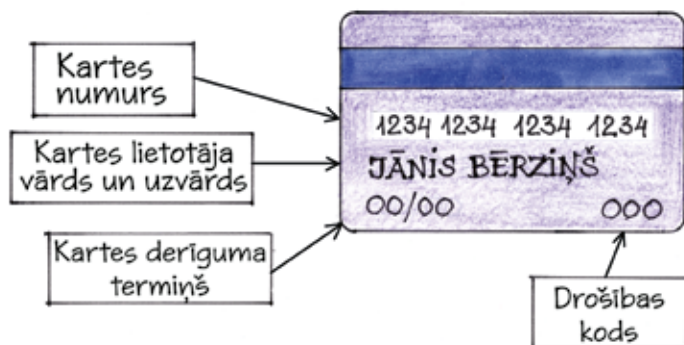 Kartes
numurs
Kartes lietotāja
vārds un uzvārds
Kartes derīguma
termiņš
1234 1234 1234 1234
JĀNIS BĒRZIŅŠ
00/00 000
Drošības
kods